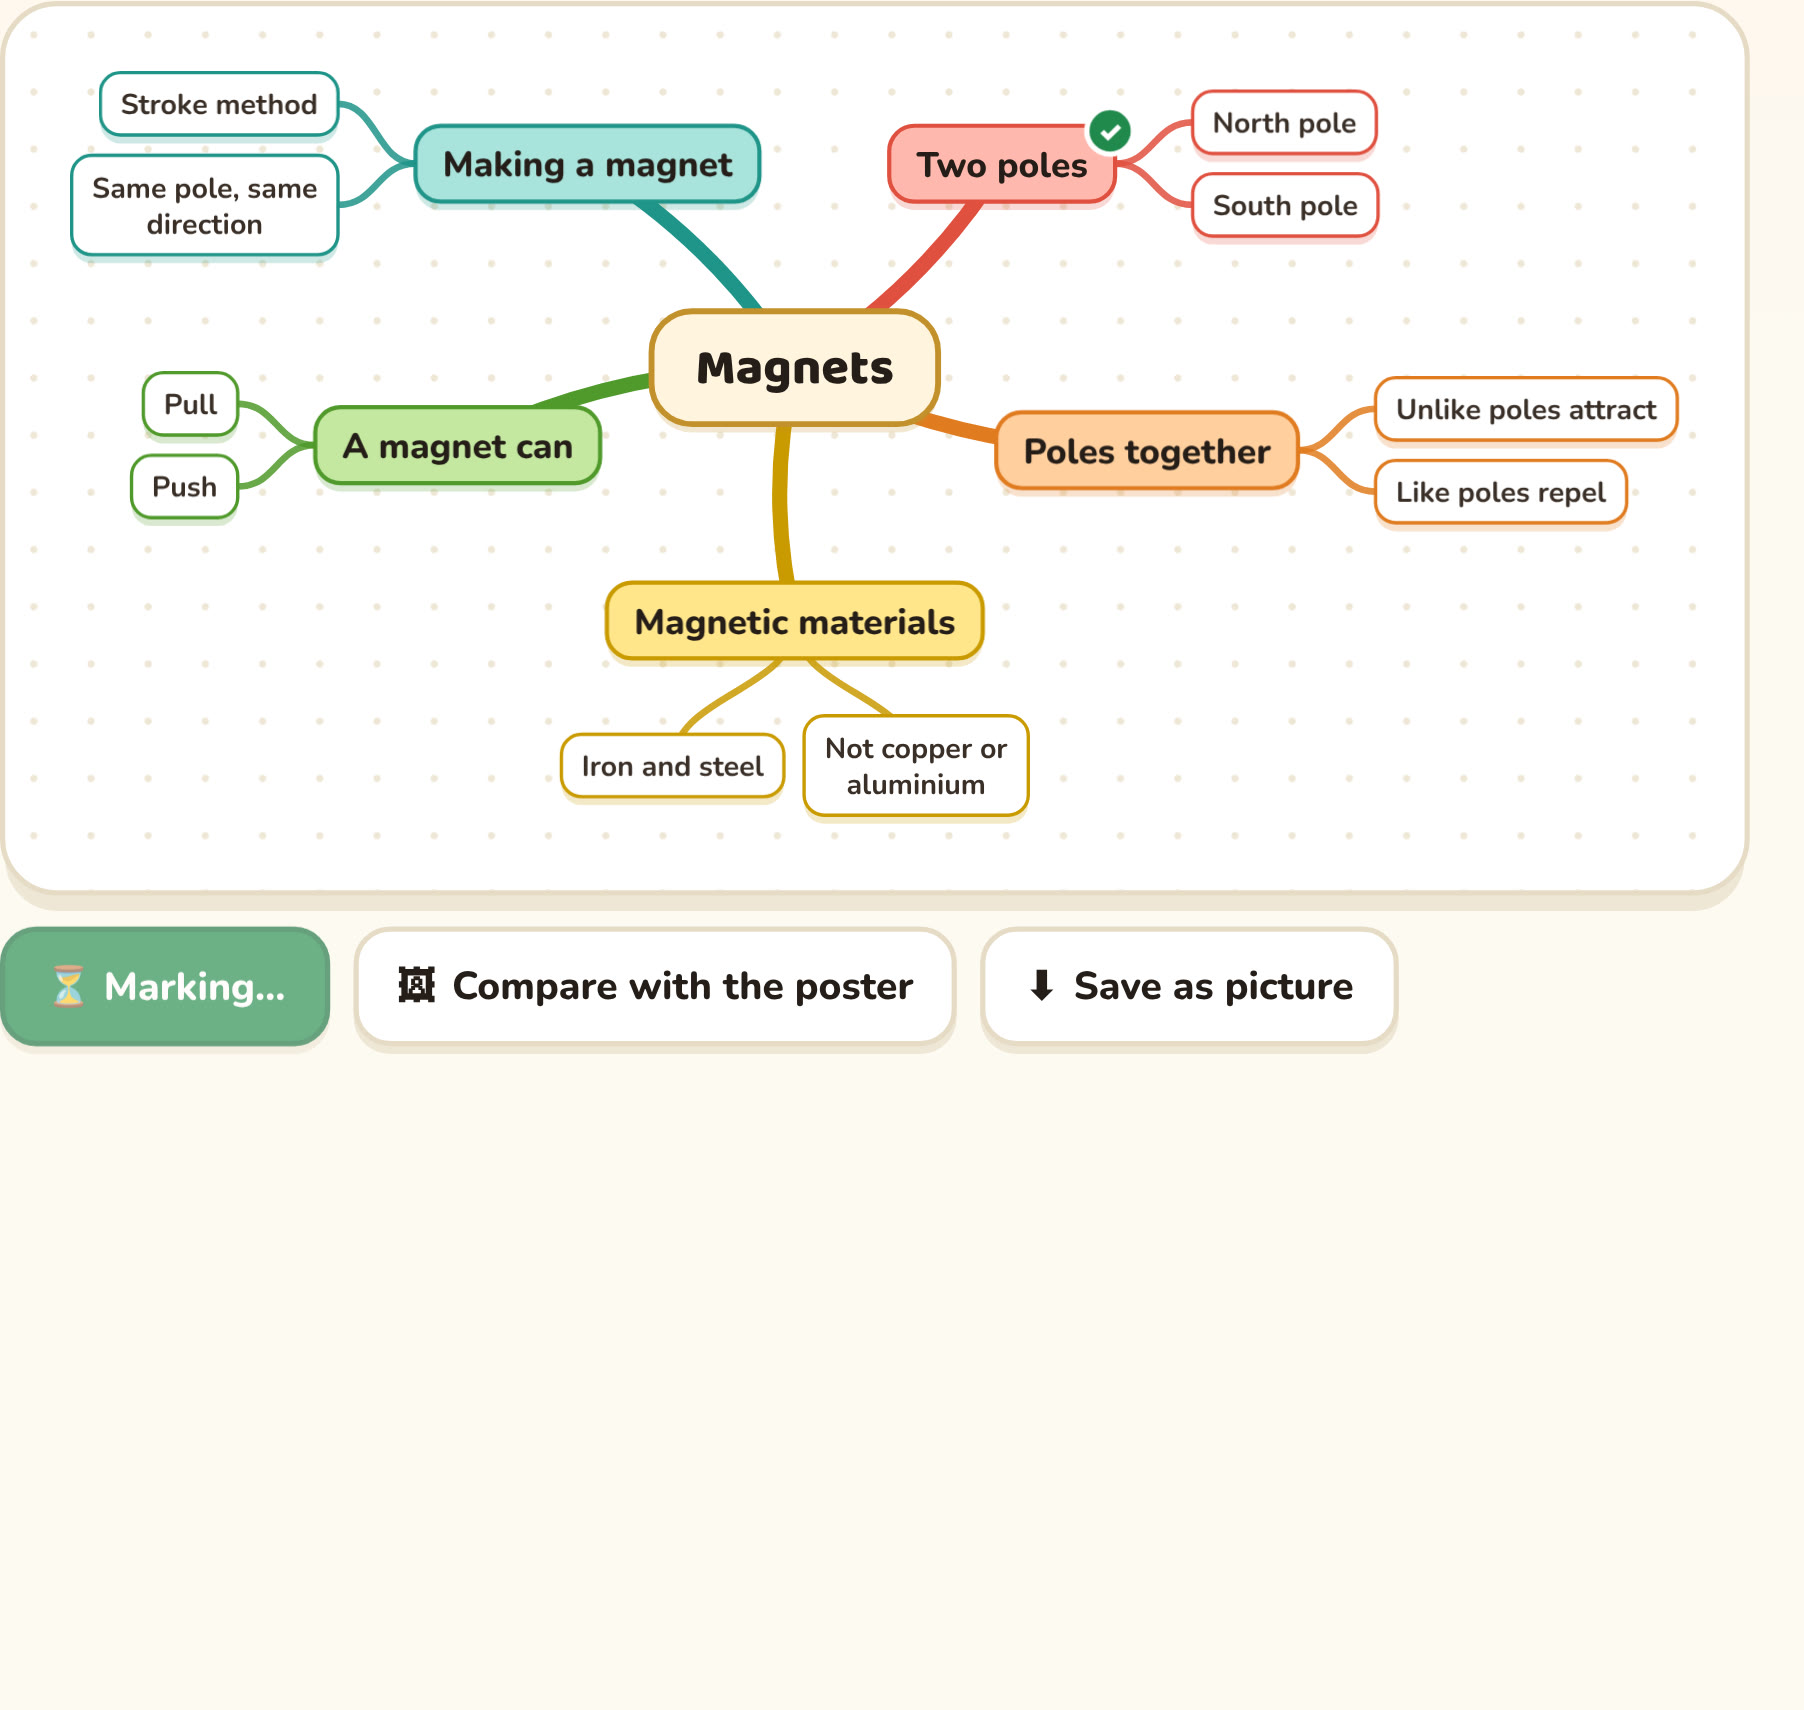 Stroke method
Same pole, same
direction
Making a magnet
Two poles
North pole
South pole
Magnets
Pull
Push
A magnet can
Poles together
Unlike poles attract
Like poles repel
Magnetic materials
Iron and steel
Not copper or
aluminium
Marking...
Compare with the poster
Save as picture